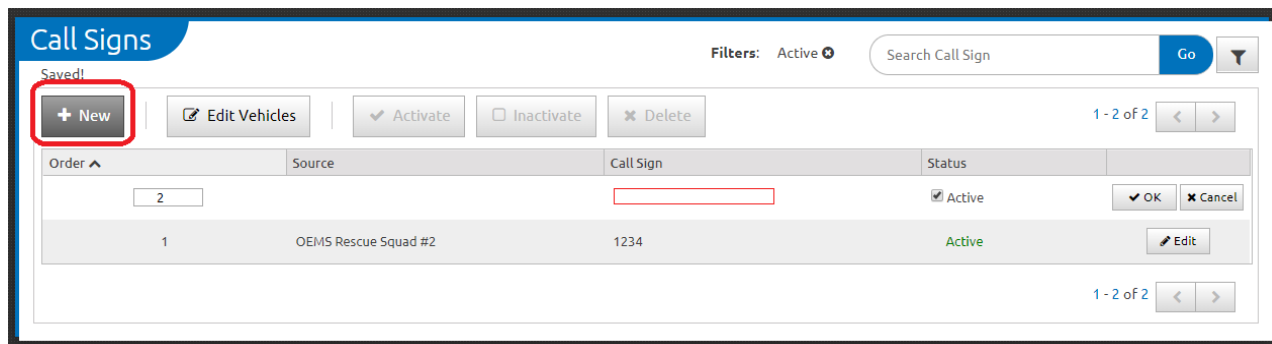 Call Signs
Filters: Active
Search Call Sign
Go
Saved!
New Edit Vehicles Activate Inactivate Delete 1 - 2 of 2 < >
Order Source Call Sign Status
2 Active OK Cancel
1 OEMS Rescue Squad #2 1234 Active Edit
1 - 2 of 2 < >